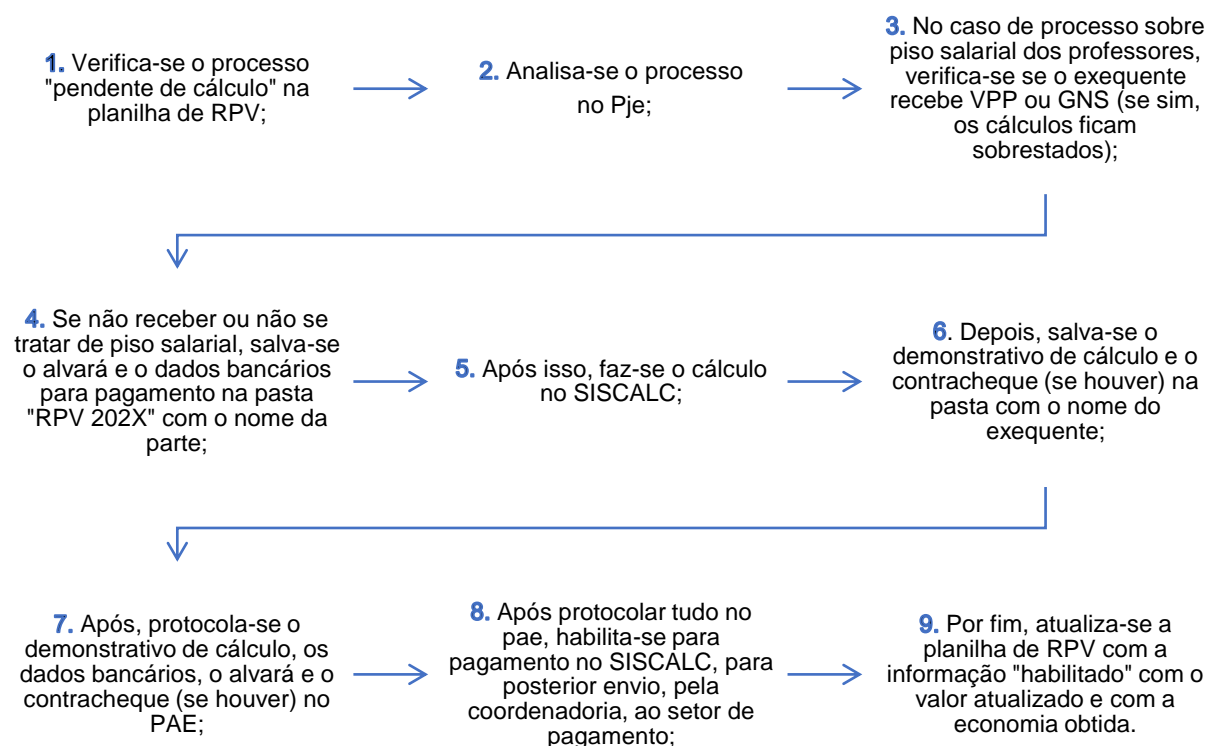 1. Verifica-se o processo
"pendente de cálculo" na
planilha de RPV;
2. Analisa-se o processo
no Pje;
3. No caso de processo sobre
piso salarial dos professores,
verifica-se se o exequente
recebe VPP ou GNS (se sim,
os cálculos ficam
sobrestados);
4. Se não receber ou não se
tratar de piso salarial, salva-se
o alvará e o dados bancários
para pagamento na pasta
"RPV 202X" com o nome da
parte;
5. Após isso, faz-se o cálculo
no SISCALC;
6. Depois, salva-se o
demonstrativo de cálculo e o
contracheque (se houver) na
pasta com o nome do
exequente;
7. Após, protocola-se o
demonstrativo de cálculo, os
dados bancários, o alvará e o
contracheque (se houver) no
PAE;
8. Após protocolar tudo no
pae, habilita-se para
pagamento no SISCALC, para
posterior envio, pela
coordenadoria, ao setor de
pagamento;
9. Por fim, atualiza-se a
planilha de RPV com a
informação "habilitado" com o
valor atualizado e com a
economia obtida.